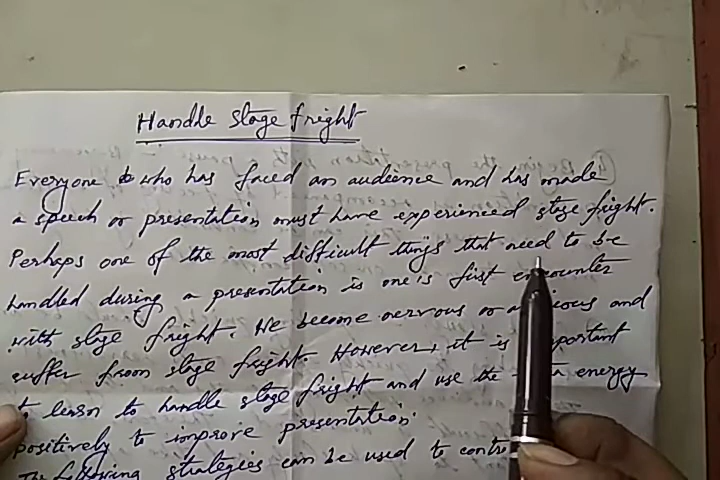 Handle stage fright
Everyone who has faced an audience and has made
a speech or presentation must have experienced stage fright.
Perhaps one of the most difficult things that need to be
handled during a presentation is one's first encounter
with stage fright. We become nervous or and
suffer from stage fright. However, it is
to learn to handle stage fright and use the energy
positively to improve presentation.
The following strategies can be used to